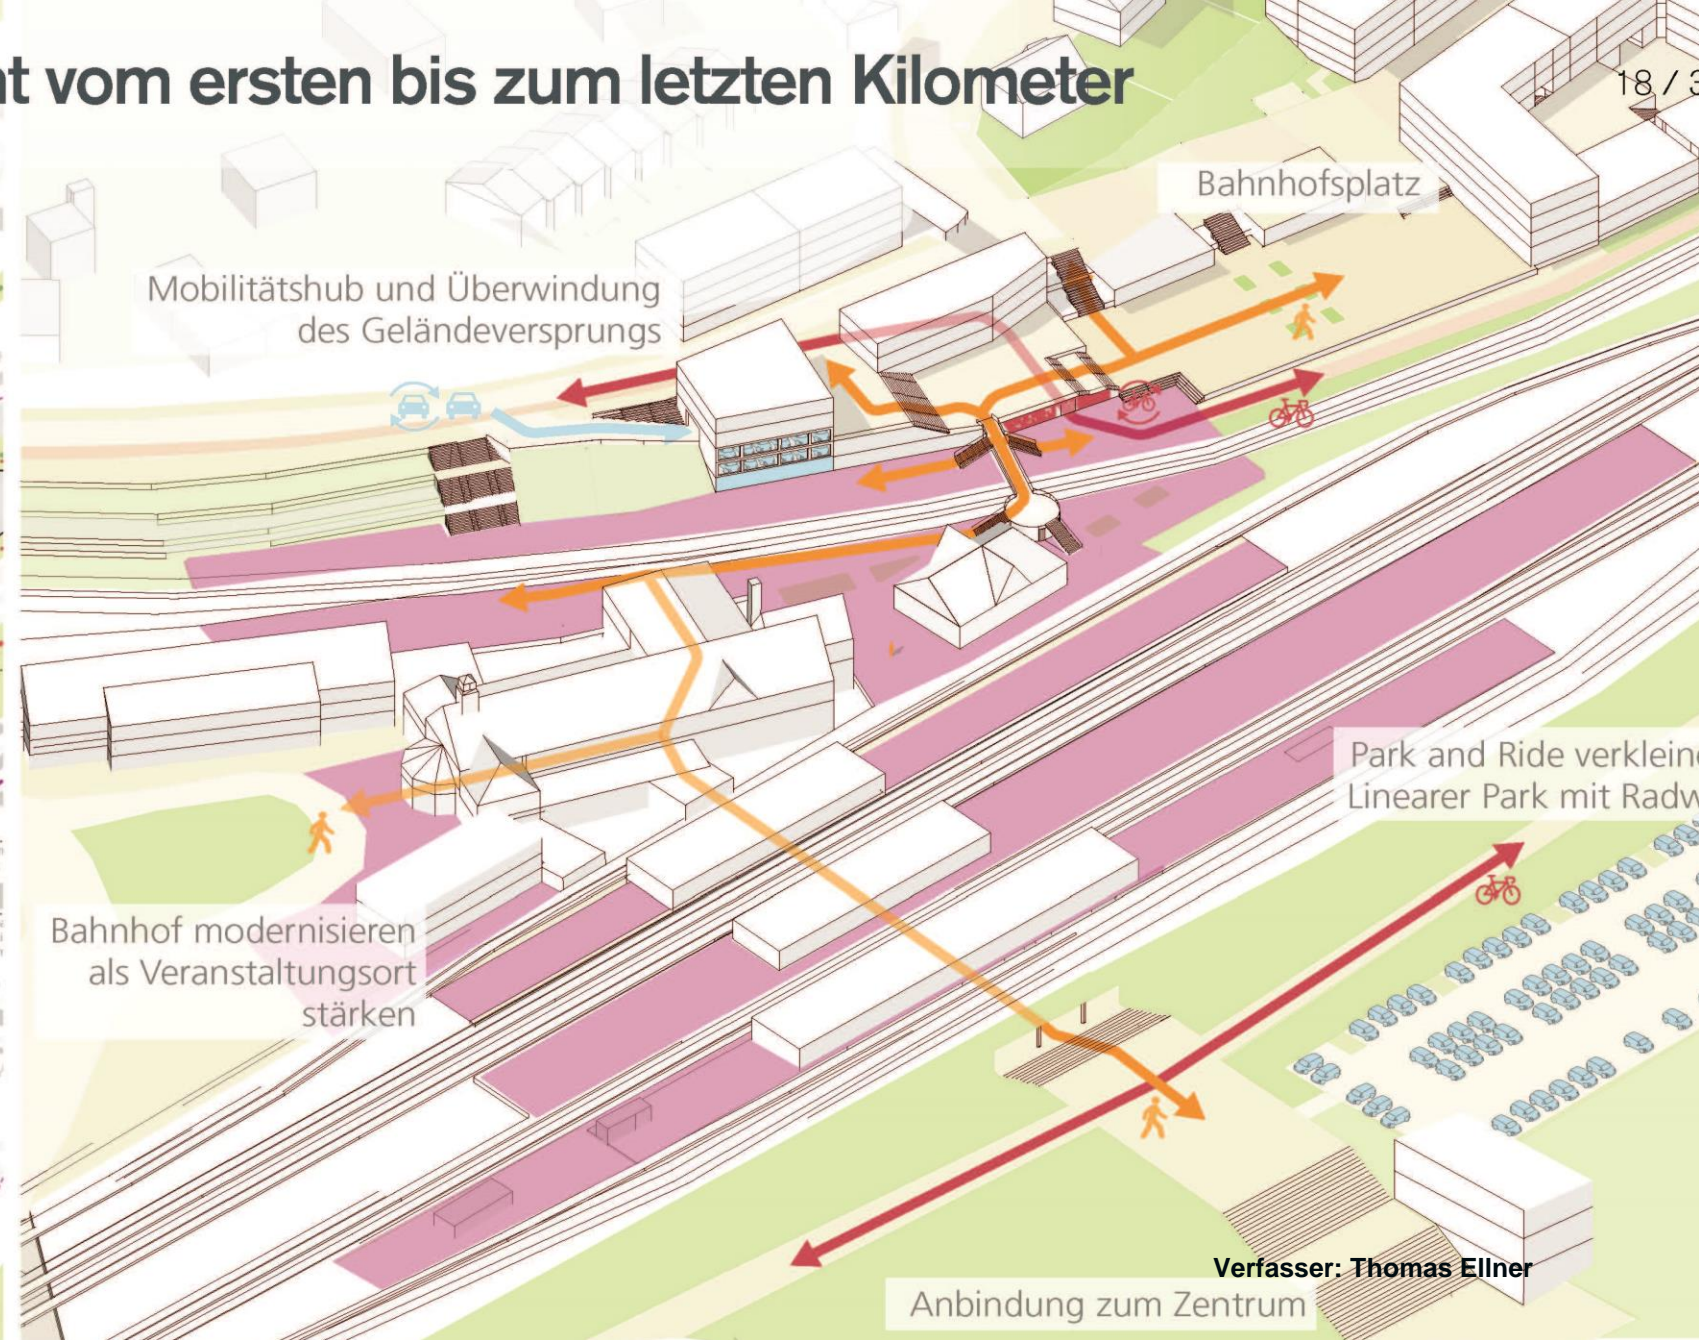 t vom ersten bis zum letzten Kilometer
18 / 3
Bahnhofsplatz
Mobilitätshub und Überwindung
des Geländeversprungs
Park and Ride verkleine
Linearer Park mit Radw
Bahnhof modernisieren
als Veranstaltungsort
stärken
Verfasser: Thomas Ellner
Anbindung zum Zentrum